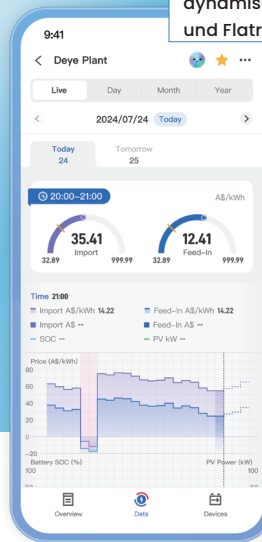 dynamis
und Flatr
9:41
Deye Plant
Live Day Month Year
2024/07/24 Today
Today Tomorrow
24 25
20:00-21:00 A$/kWh
35.41 12.41
Import Feed-In
32.89 999.99 32.89 999.99
Time 21:00
Import A$/kWh 14.22 Feed-In A$/kWh 14.22
Import A$ -- Feed-In A$ --
SOC -- PV kW --
Price (A$/kWh)
80
60
40
20
0
-20
Battery SOC (%) PV Power (kW)
100 100
Overview Data Devices